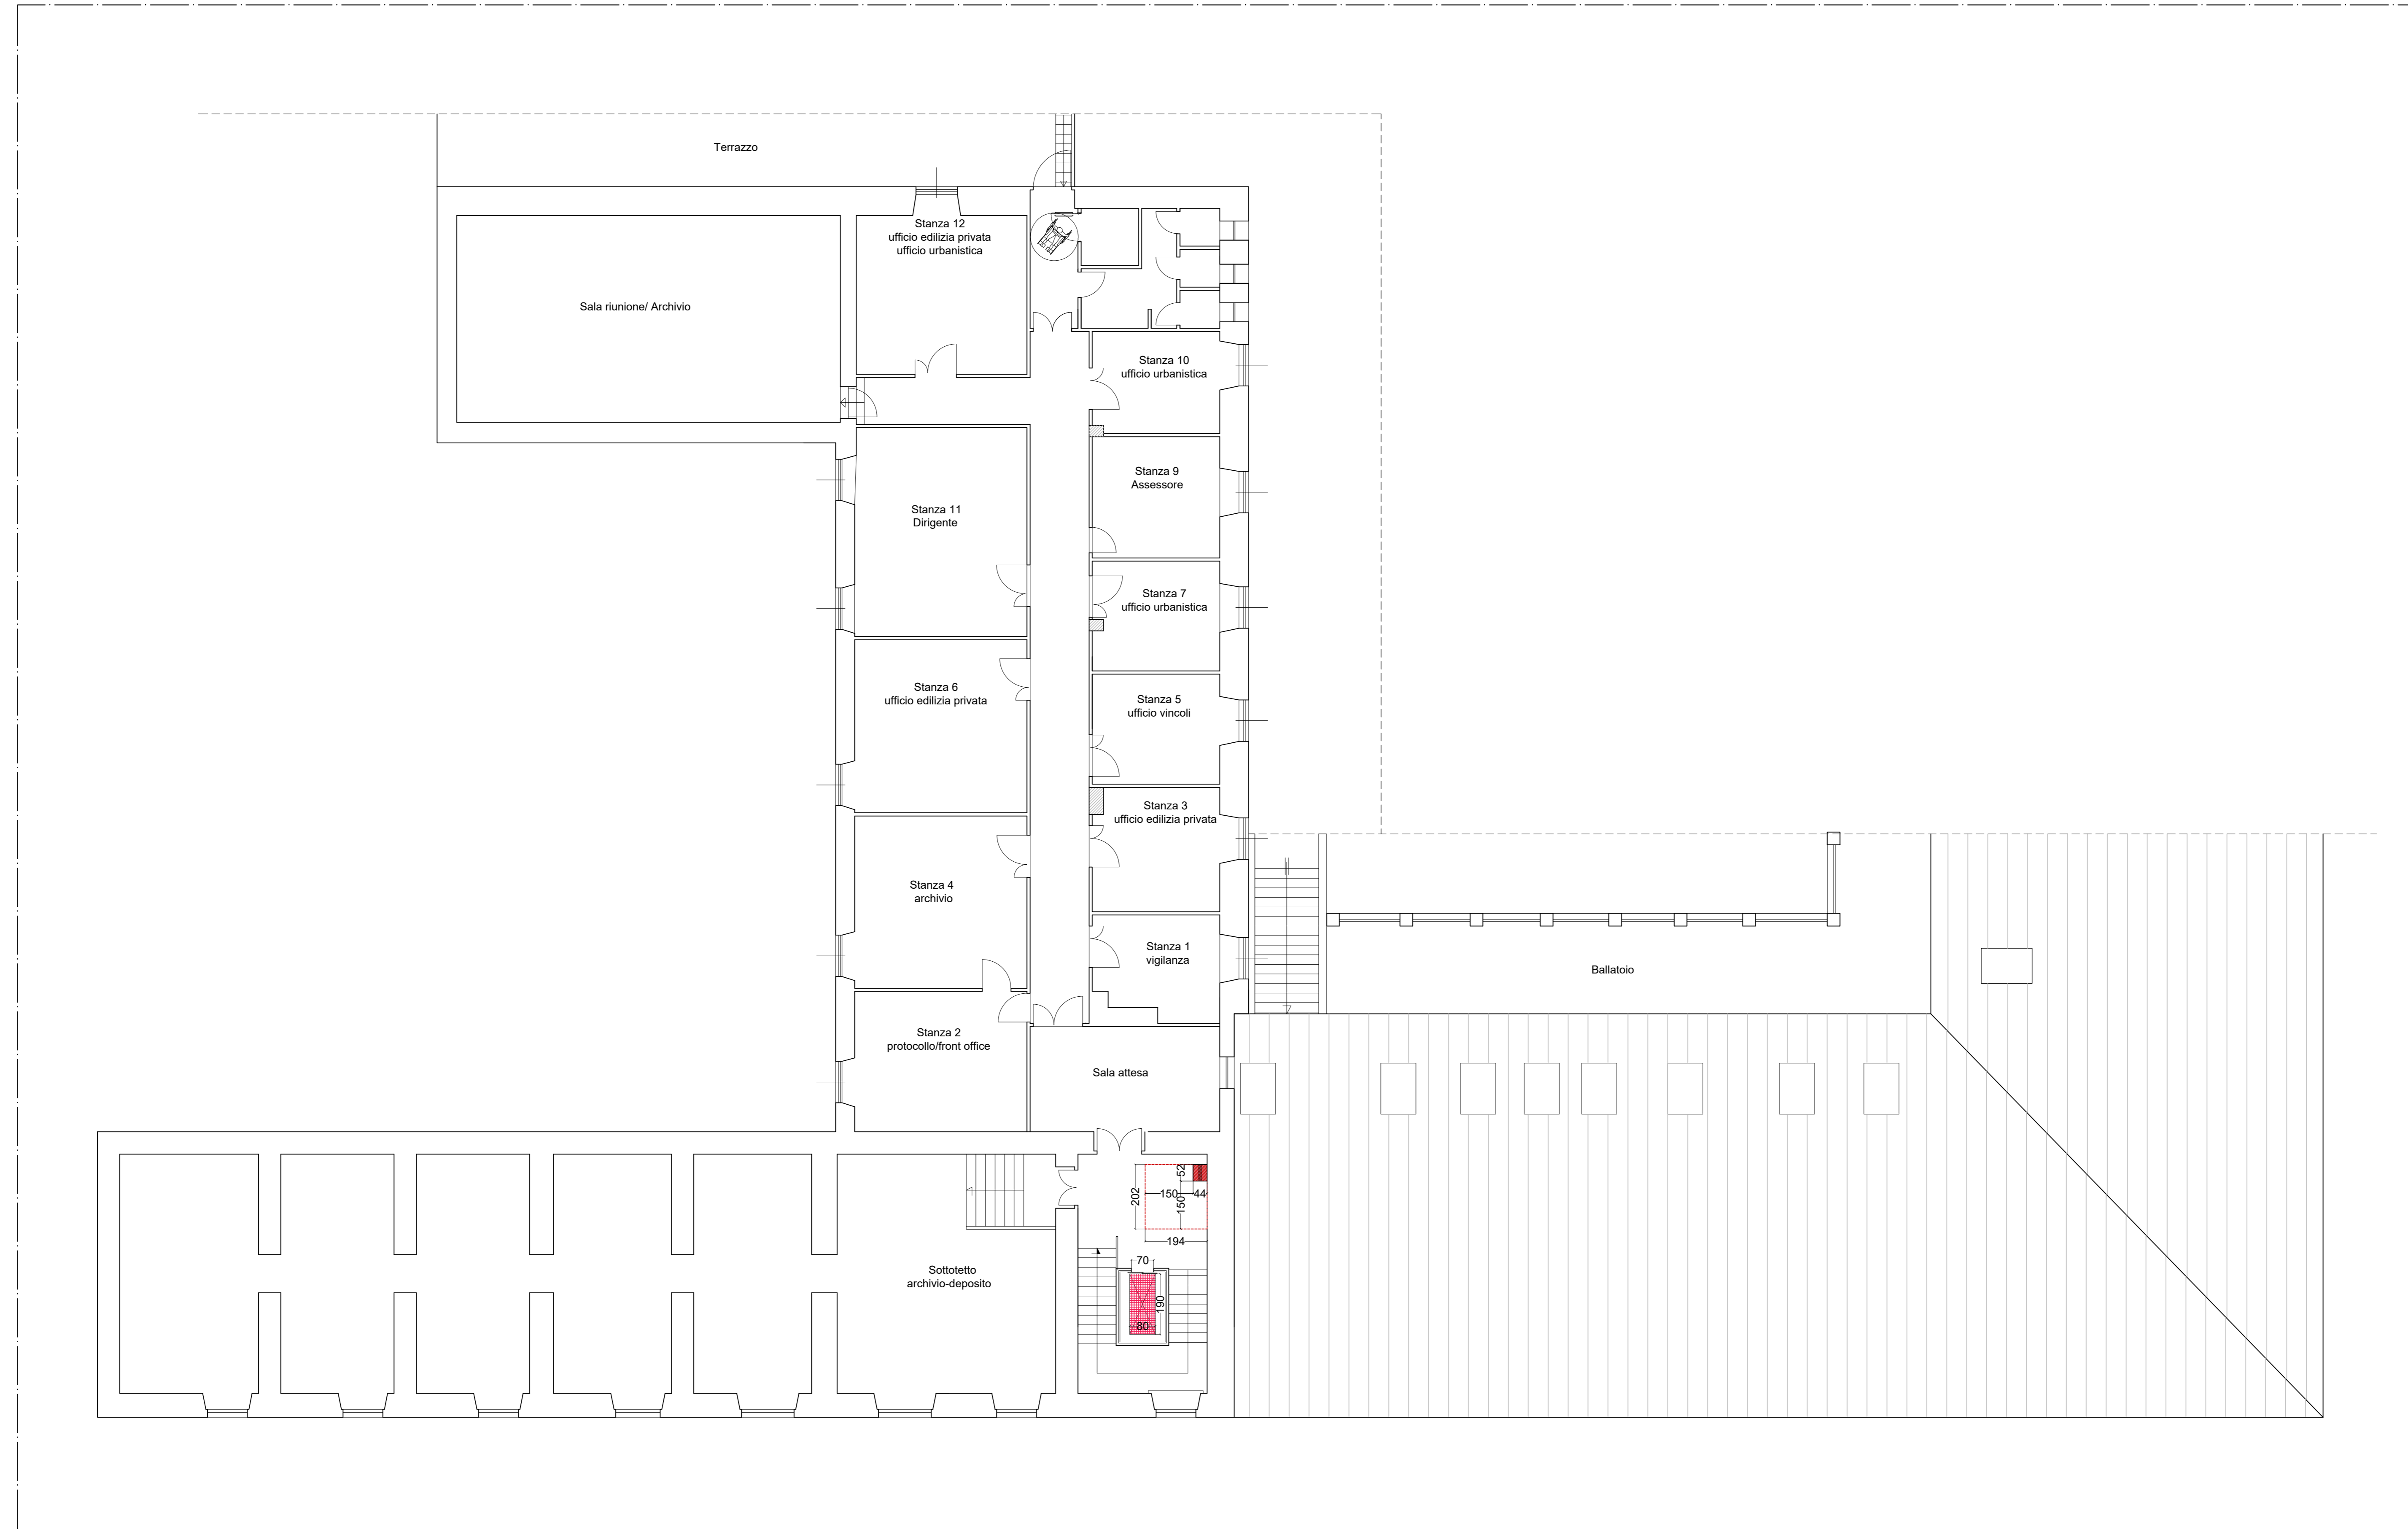 Terrazzo
Stanza 12
ufficio edilizia privata
ufficio urbanistica
Sala riunione/ Archivio
Stanza 10
ufficio urbanistica
Stanza 9
Assessore
Stanza 11
Dirigente
Stanza 7
ufficio urbanistica
Stanza 6
ufficio edilizia privata
Stanza 5
ufficio vincoli
Stanza 3
ufficio edilizia privata
Stanza 4
archivio
Stanza 1
vigilanza
Ballatoio
Stanza 2
protocollo/front office
Sala attesa
52
202
150
44
150
194
70
Sottotetto
archivio-deposito
190
80